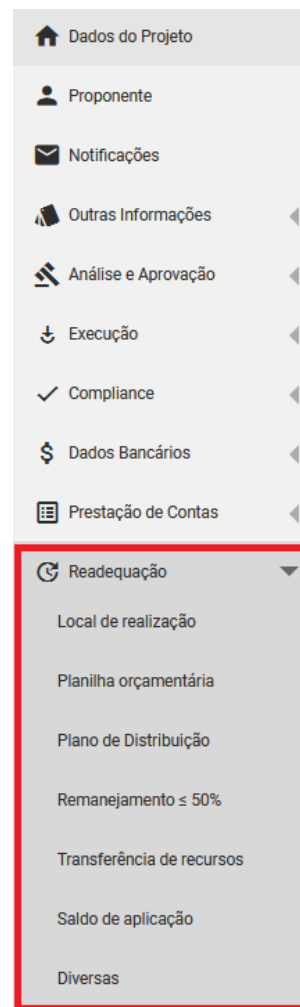 Dados do Projeto
Proponente
Notificações
Outras Informações
Análise e Aprovação
Execução
Compliance
Dados Bancários
Prestação de Contas
Readequação
Local de realização
Planilha orçamentária
Plano de Distribuição
Remanejamento ≤ 50%
Transferência de recursos
Saldo de aplicação
Diversas